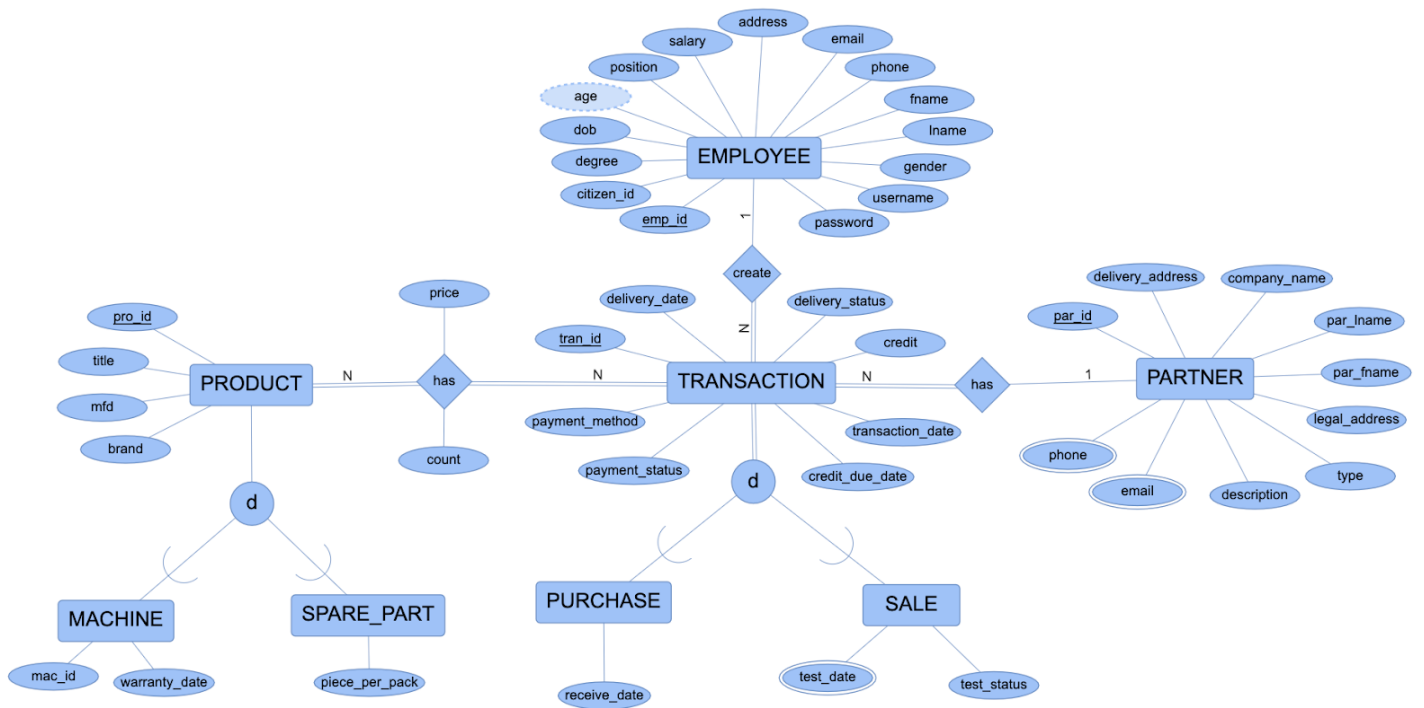 address
salary
email
position
phone
age
fname
dob
lname
EMPLOYEE
degree
gender
citizen_id
username
emp_id
password
1
create
N
price
delivery_date
delivery_status
delivery_address
company_name
pro_id
tran_id
credit
par_id
par_lname
title
PRODUCT
N
has
N
TRANSACTION
N
has
1
PARTNER
par_fname
mfd
payment_method
transaction_date
legal_address
brand
count
payment_status
credit_due_date
phone
email
description
type
d
d
MACHINE
SPARE_PART
PURCHASE
SALE
mac_id
warranty_date
piece_per_pack
receive_date
test_date
test_status